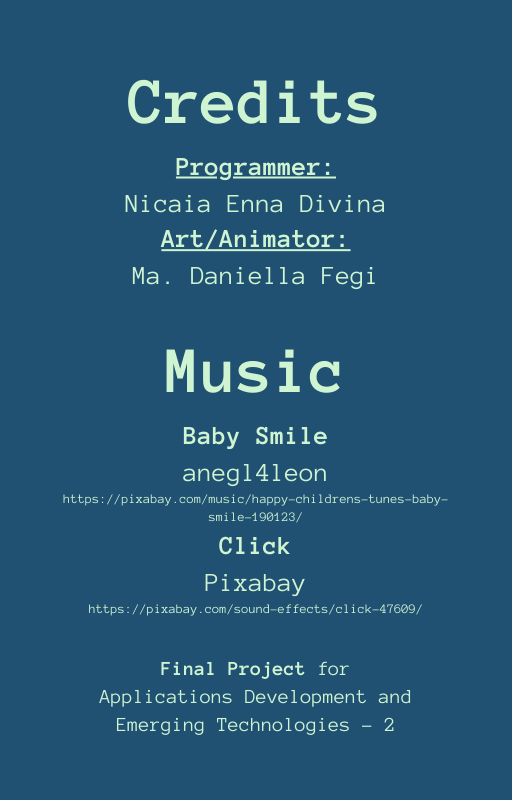 Credits
Programmer:
Nicaia Enna Divina
Art/Animator:
Ma. Daniella Fegi
Music
Baby Smile
anegl4leon
https://pixabay.com/music/happy-childrens-tunes-baby-
smile-190123/
Click
Pixabay
https://pixabay.com/sound-effects/click-47609/
Final Project for
Applications Development and
Emerging Technologies - 2